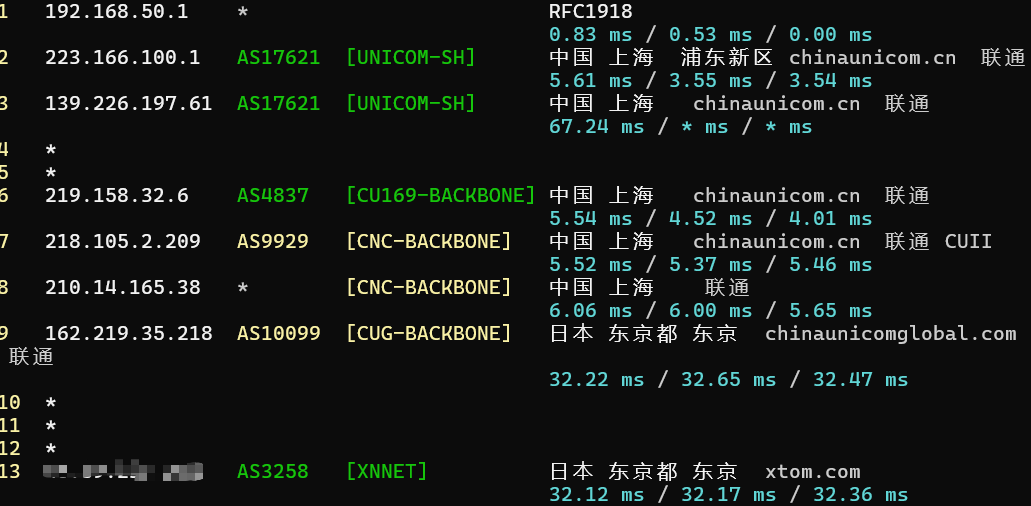 1 192.168.50.1 * RFC1918
0.83 ms / 0.53 ms / 0.00 ms
2 223.166.100.1 AS17621 [UNICOM-SH] 中国 上海 浦东新区 chinaunicom.cn 联通
5.61 ms / 3.55 ms / 3.54 ms
3 139.226.197.61 AS17621 [UNICOM-SH] 中国 上海 chinaunicom.cn 联通
67.24 ms / * ms / * ms
4 *
5 *
6 219.158.32.6 AS4837 [CU169-BACKBONE] 中国 上海 chinaunicom.cn 联通
5.54 ms / 4.52 ms / 4.01 ms
7 218.105.2.209 AS9929 [CNC-BACKBONE] 中国 上海 chinaunicom.cn 联通 CUII
5.52 ms / 5.37 ms / 5.46 ms
8 210.14.165.38 * [CNC-BACKBONE] 中国 上海 联通
6.06 ms / 6.00 ms / 5.65 ms
9 162.219.35.218 AS10099 [CUG-BACKBONE] 日本 东京都 东京 chinaunicomglobal.com
联通
32.22 ms / 32.65 ms / 32.47 ms
10 *
11 *
12 *
13 AS3258 [XNNET] 日本 东京都 东京 xtom.com
32.12 ms / 32.17 ms / 32.36 ms